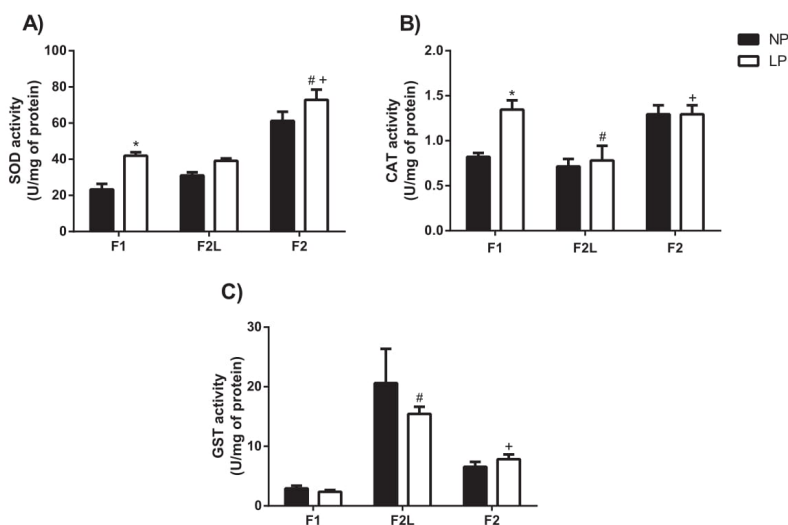 A)
SOD activity
(U/mg of protein)
100
80
60
40
20
0
*
# +
F1
F2L
F2
B)
CAT activity
(U/mg of protein)
2.0
1.5
1.0
0.5
0.0
*
#
+
F1
F2L
F2
NP
LP
C)
GST activity
(U/mg of protein)
30
20
10
0
#
+
F1
F2L
F2